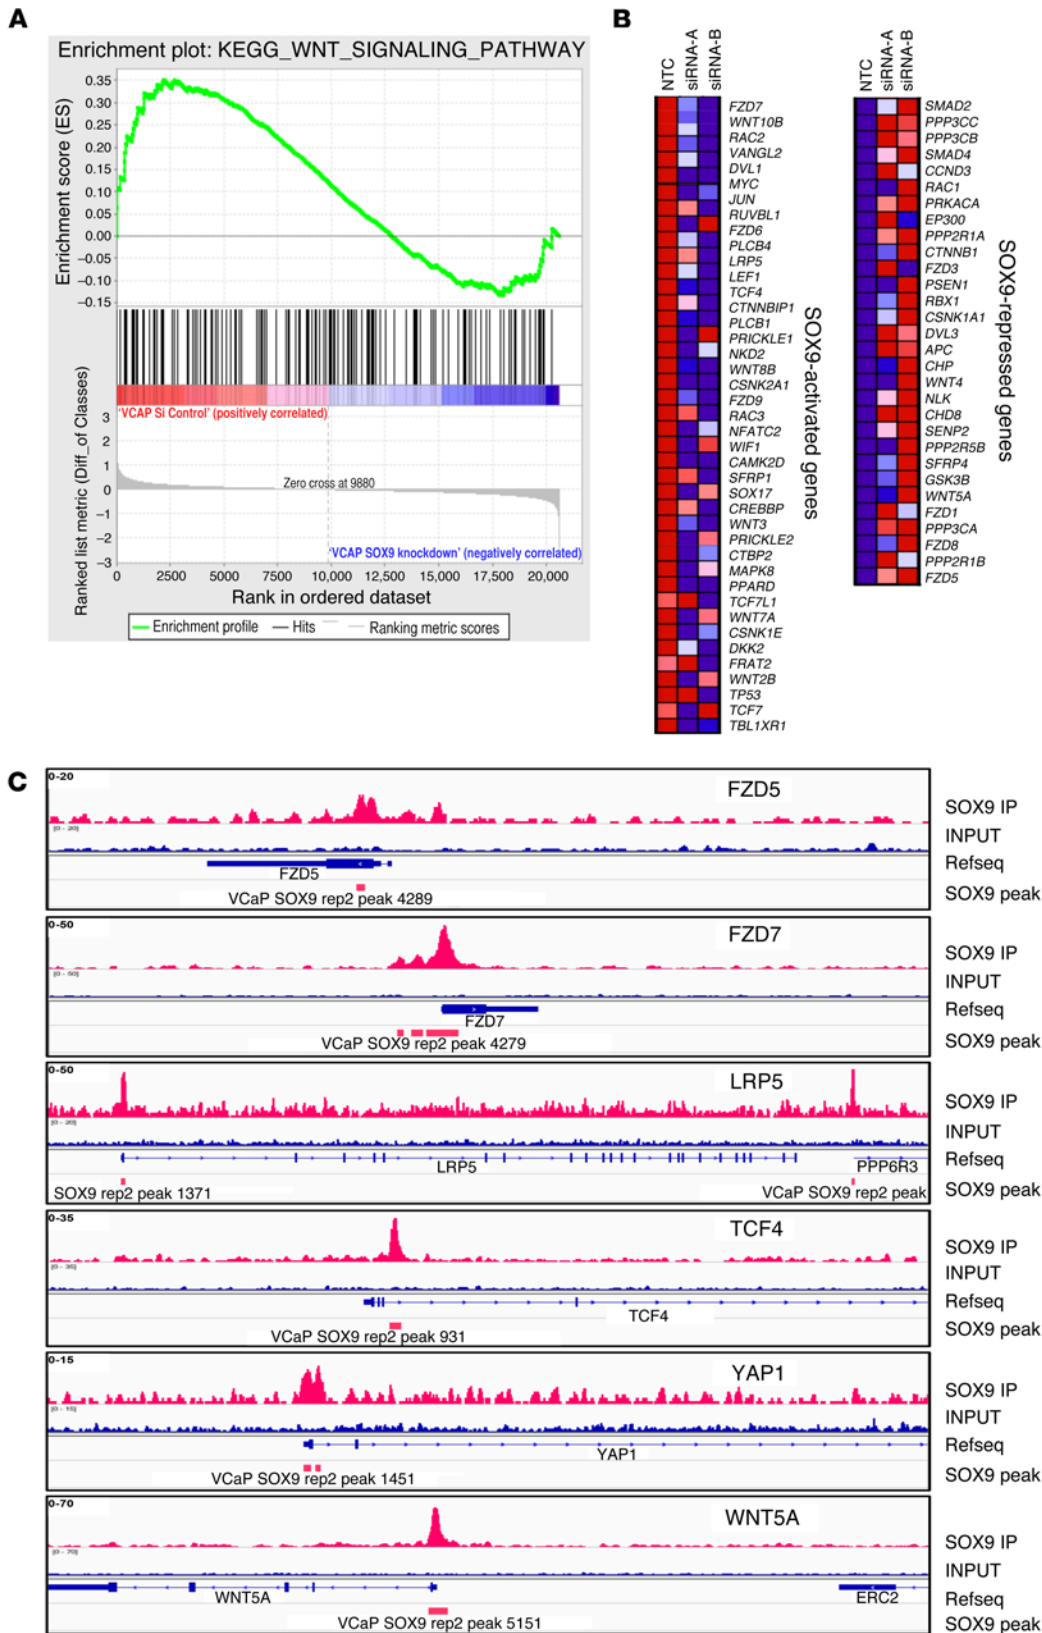 A
Enrichment plot: KEGG_WNT_SIGNALING_PATHWAY
Enrichment score (ES)
0.35
0.30
0.25
0.20
0.15
0.10
0.05
0.00
−0.05
−0.10
−0.15
'VCAP Si Control' (positively correlated)
Ranked list metric (Diff_of Classes)
3
2
1
0
−1
−2
−3
Zero cross at 9880
'VCAP SOX9 knockdown' (negatively correlated)
0 2500 5000 7500 10,000 12,500 15,000 17,500 20,000
Rank in ordered dataset
Enrichment profile Hits Ranking metric scores
B
NTC
siRNA-A
siRNA-B
FZD7
WNT10B
RAC2
VANGL2
DVL1
MYC
JUN
RUVBL1
FZD6
PLCB4
LRP5
LEF1
TCF4
CTNNBIP1
PLCB1
PRICKLE1
NKD2
WNT8B
CSNK2A1
FZD9
RAC3
NFATC2
WIF1
CAMK2D
SFRP1
SOX17
CREBBP
WNT3
PRICKLE2
CTBP2
MAPK8
PPARD
TCF7L1
WNT7A
CSNK1E
DKK2
FRAT2
WNT2B
TP53
TCF7
TBL1XR1
SOX9-activated genes
NTC
siRNA-A
siRNA-B
SMAD2
PPP3CC
PPP3CB
SMAD4
CCND3
RAC1
PRKACA
EP300
PPP2R1A
CTNNB1
FZD3
PSEN1
RBX1
CSNK1A1
DVL3
APC
CHP
WNT4
NLK
CHD8
SENP2
PPP2R5B
SFRP4
GSK3B
WNT5A
FZD1
PPP3CA
FZD8
PPP2R1B
FZD5
SOX9-repressed genes
C
0-20
FZD5
SOX9 IP
[0 - 20]
INPUT
FZD5
Refseq
VCaP SOX9 rep2 peak 4289
SOX9 peak
0-50
FZD7
SOX9 IP
[0 - 50]
INPUT
FZD7
Refseq
VCaP SOX9 rep2 peak 4279
SOX9 peak
0-50
LRP5
SOX9 IP
INPUT
LRP5
PPP6R3
Refseq
SOX9 rep2 peak 1371
VCaP SOX9 rep2 peak
SOX9 peak
0-35
TCF4
SOX9 IP
[0 - 35]
INPUT
TCF4
Refseq
VCaP SOX9 rep2 peak 931
SOX9 peak
0-15
YAP1
SOX9 IP
[0 - 15]
INPUT
YAP1
Refseq
VCaP SOX9 rep2 peak 1451
SOX9 peak
0-70
WNT5A
SOX9 IP
[0 - 70]
INPUT
WNT5A
ERC2
Refseq
VCaP SOX9 rep2 peak 5151
SOX9 peak